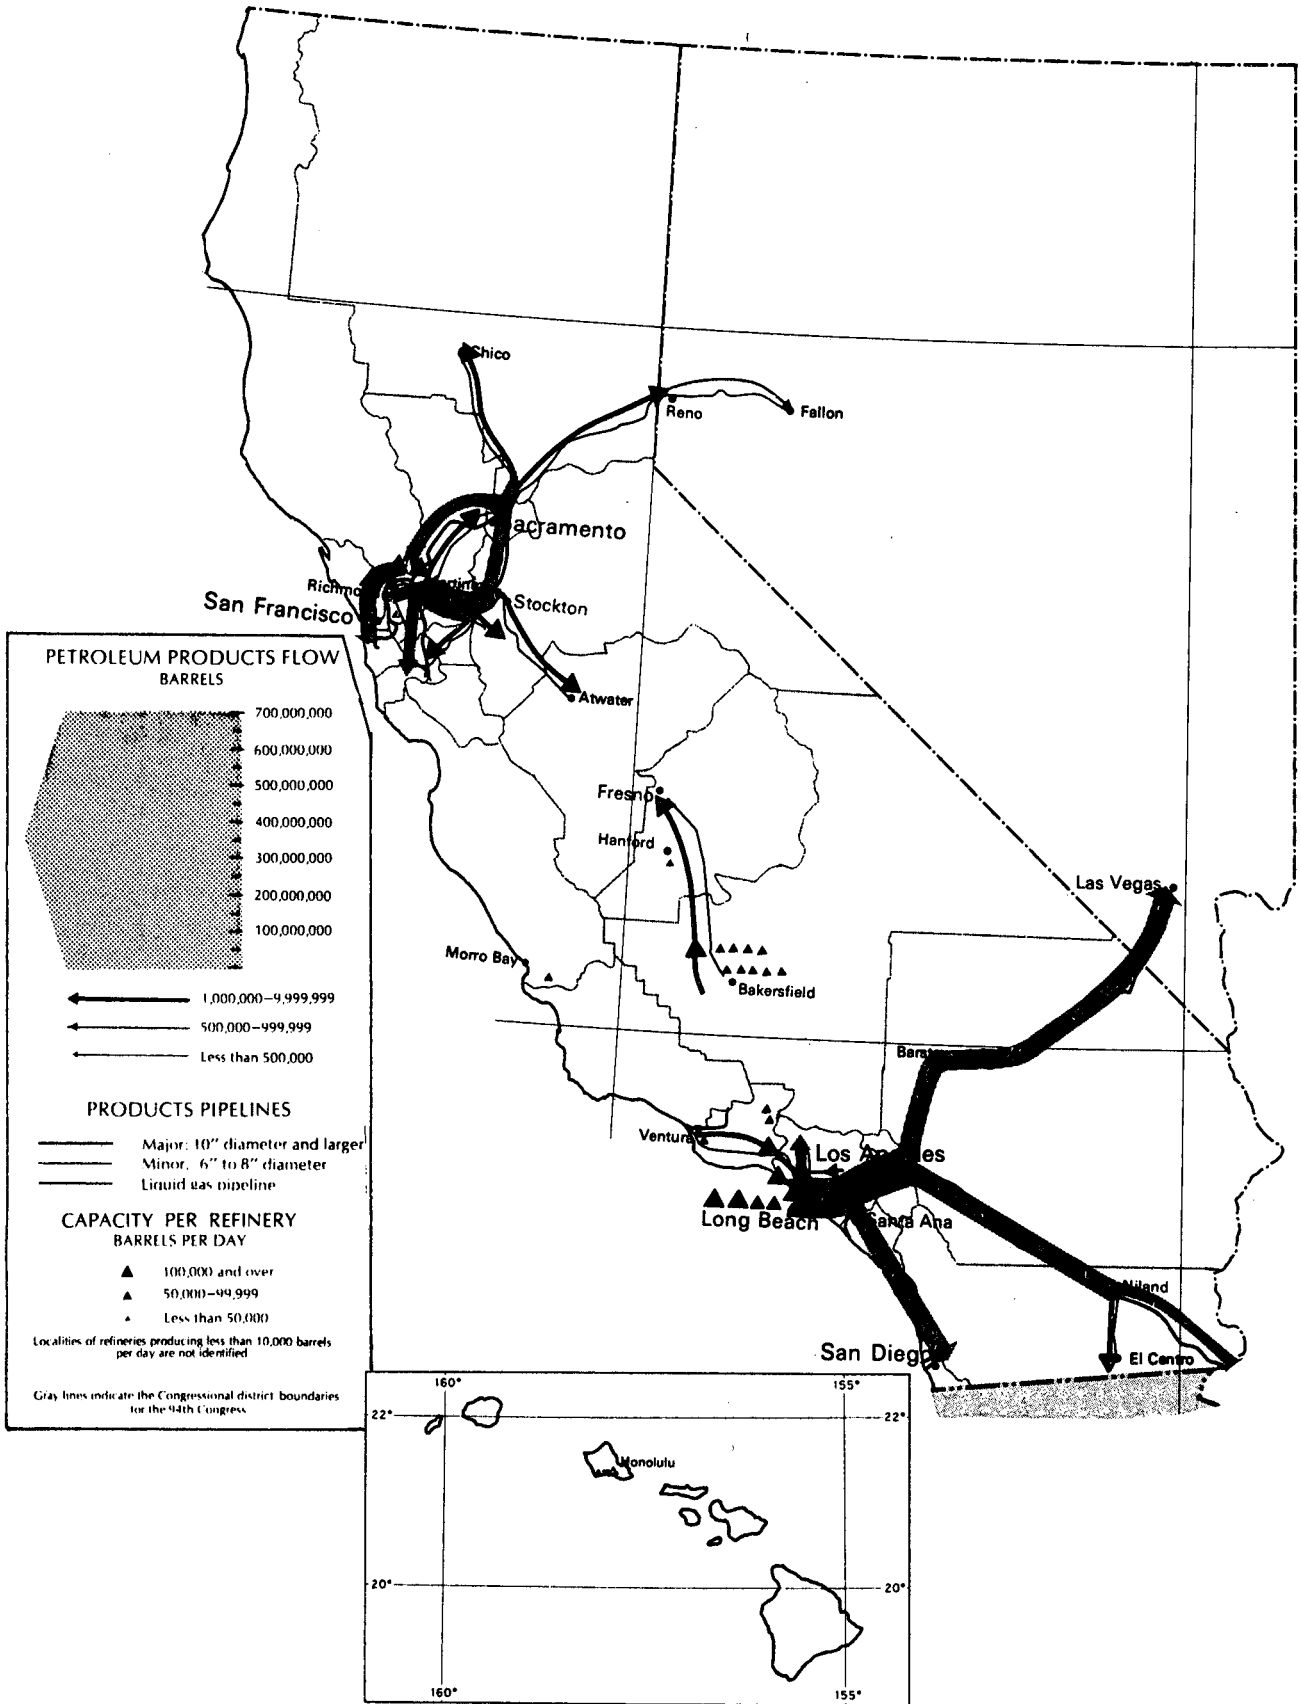 Chico
Reno
Fallon
acramento
Richmo
San Francisco
Stockton
Atwater
PETROLEUM PRODUCTS FLOW
BARRELS
700,000,000
600,000,000
500,000,000
400,000,000
300,000,000
200,000,000
100,000,000
1,000,000–9,999,999
500,000–999,999
Less than 500,000
PRODUCTS PIPELINES
Major: 10″ diameter and larger
Minor, 6″ to 8″ diameter
Liquid gas pipeline
CAPACITY PER REFINERY
BARRELS PER DAY
100,000 and over
50,000–99,999
Less than 50,000
Localities of refineries producing less than 10,000 barrels
per day are not identified
Gray lines indicate the Congressional district boundaries
for the 94th Congress
Fresno
Hanford
Las Vegas
Morro Bay
Bakersfield
Barst
Ventura
Los Angeles
Long Beach
Santa Ana
Niland
San Diego
El Centro
160°
155°
22°
22°
Honolulu
20°
20°
160°
155°